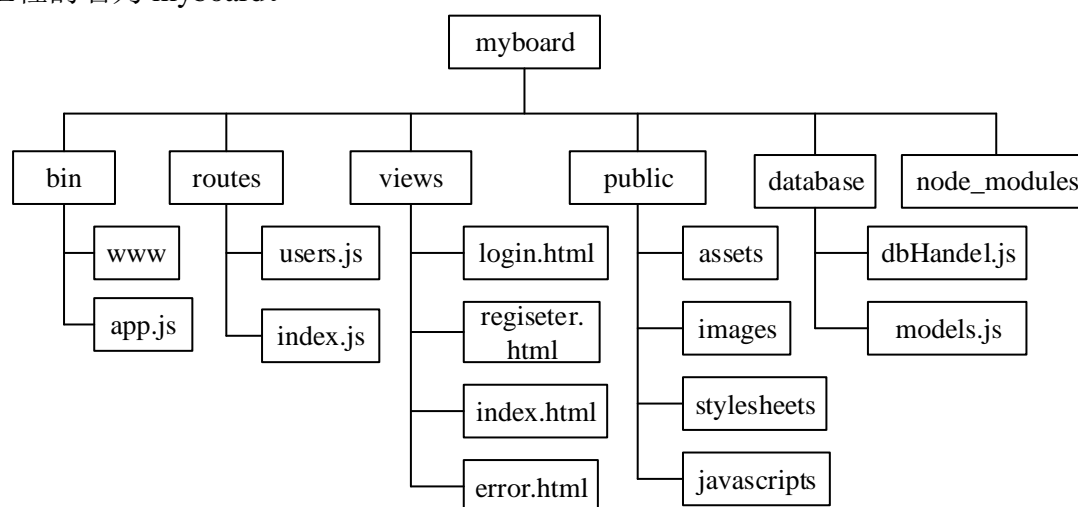 myboard
myboard
bin
routes
views
public
database
node_modules
www
users.js
login.html
assets
dbHandel.js
app.js
index.js
regiseter.
html
images
models.js
index.html
stylesheets
error.html
javascripts